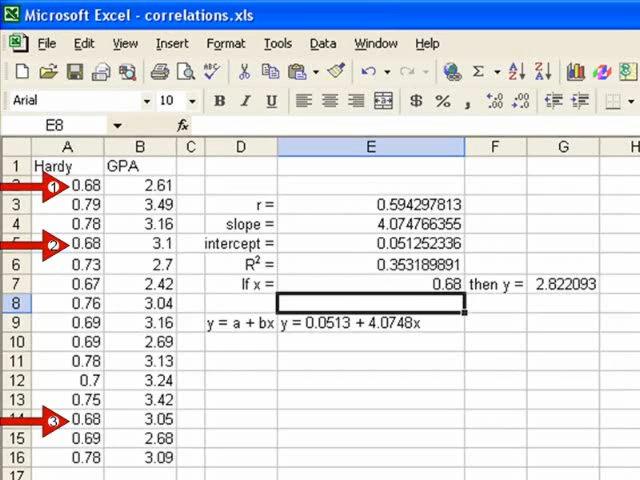 Microsoft Excel - correlations.xls
File Edit View Insert Format Tools Data Window Help
Arial 10 B I U $ % ,
E8 fx
A B C D E F G H
1 Hardy GPA
1 0.68 2.61
3 0.79 3.49 r = 0.594297813
4 0.78 3.16 slope = 4.074766355
2 0.68 3.1 intercept = 0.051252336
6 0.73 2.7 R² = 0.353189891
7 0.67 2.42 If x = 0.68 then y = 2.822093
8 0.76 3.04
9 0.69 3.16 y = a + bx y = 0.0513 + 4.0748x
10 0.69 2.69
11 0.78 3.13
12 0.7 3.24
13 0.75 3.42
3 0.68 3.05
15 0.69 2.68
16 0.78 3.09
17